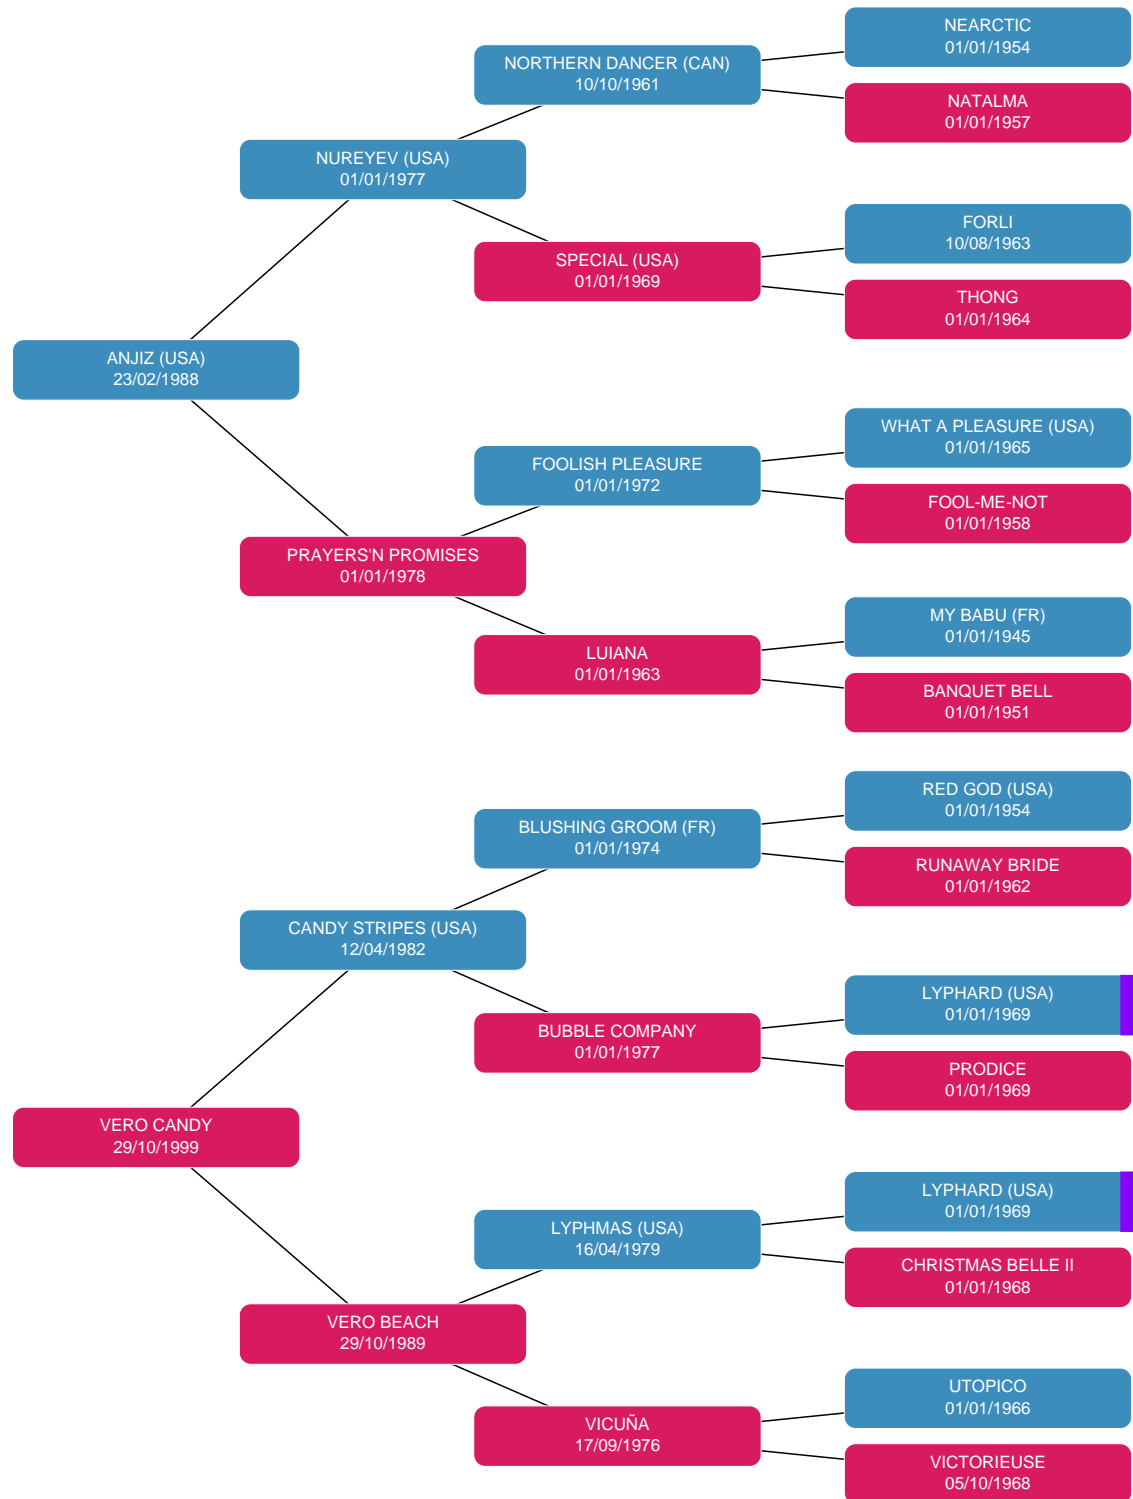 NEARCTIC
01/01/1954
NORTHERN DANCER (CAN)
10/10/1961
NATALMA
01/01/1957
NUREYEV (USA)
01/01/1977
FORLI
10/08/1963
SPECIAL (USA)
01/01/1969
THONG
01/01/1964
ANJIZ (USA)
23/02/1988
WHAT A PLEASURE (USA)
01/01/1965
FOOLISH PLEASURE
01/01/1972
FOOL-ME-NOT
01/01/1958
PRAYERS'N PROMISES
01/01/1978
MY BABU (FR)
01/01/1945
LUIANA
01/01/1963
BANQUET BELL
01/01/1951
RED GOD (USA)
01/01/1954
BLUSHING GROOM (FR)
01/01/1974
RUNAWAY BRIDE
01/01/1962
CANDY STRIPES (USA)
12/04/1982
LYPHARD (USA)
01/01/1969
BUBBLE COMPANY
01/01/1977
PRODICE
01/01/1969
VERO CANDY
29/10/1999
LYPHARD (USA)
01/01/1969
LYPHMAS (USA)
16/04/1979
CHRISTMAS BELLE II
01/01/1968
VERO BEACH
29/10/1989
UTOPICO
01/01/1966
VICUÑA
17/09/1976
VICTORIEUSE
05/10/1968